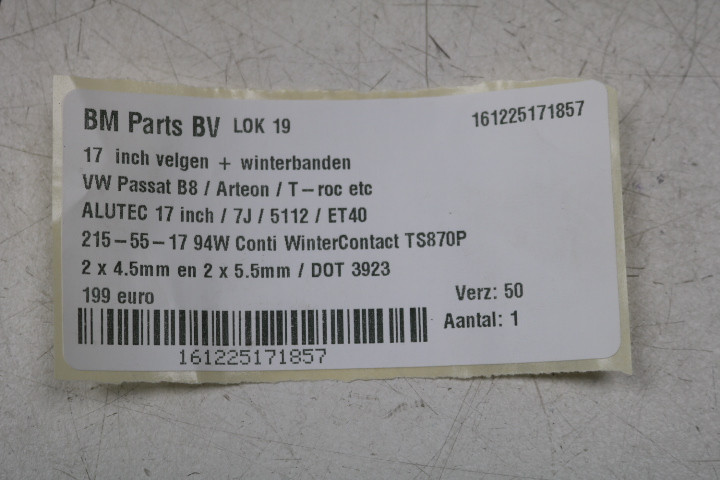 BM Parts BV LOK 19 161225171857
17 inch velgen + winterbanden
VW Passat B8 / Arteon / T-roc etc
ALUTEC 17 inch / 7J / 5112 / ET40
215-55-17 94W Conti WinterContact TS870P
2 x 4.5mm en 2 x 5.5mm / DOT 3923
199 euro Verz: 50
Aantal: 1
161225171857